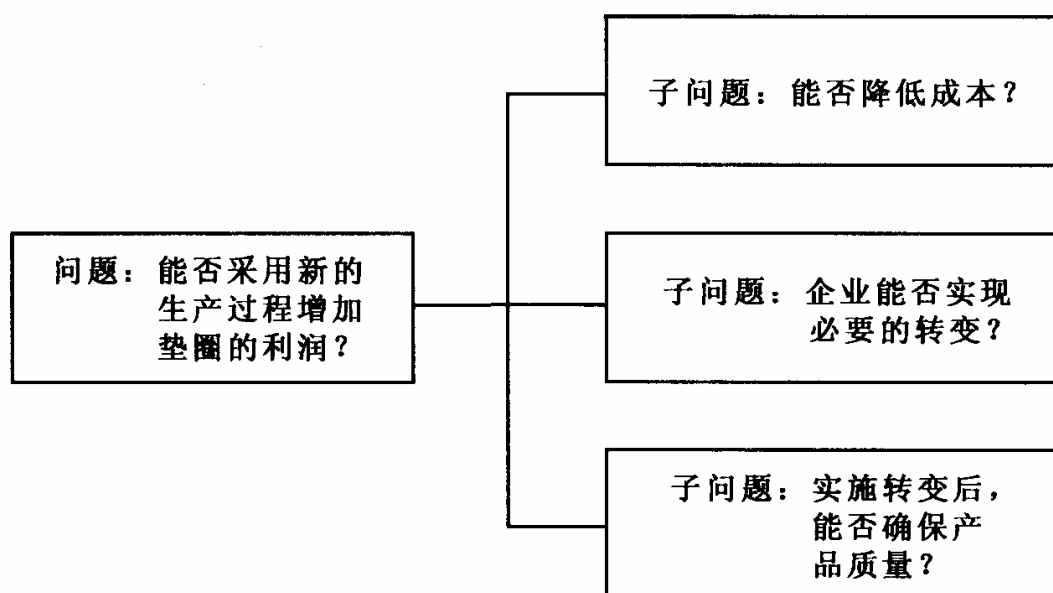 子问题：能否降低成本？
问题：能否采用新的
生产过程增加
垫圈的利润？
子问题：企业能否实现
必要的转变？
子问题：实施转变后，
能否确保产
品质量？